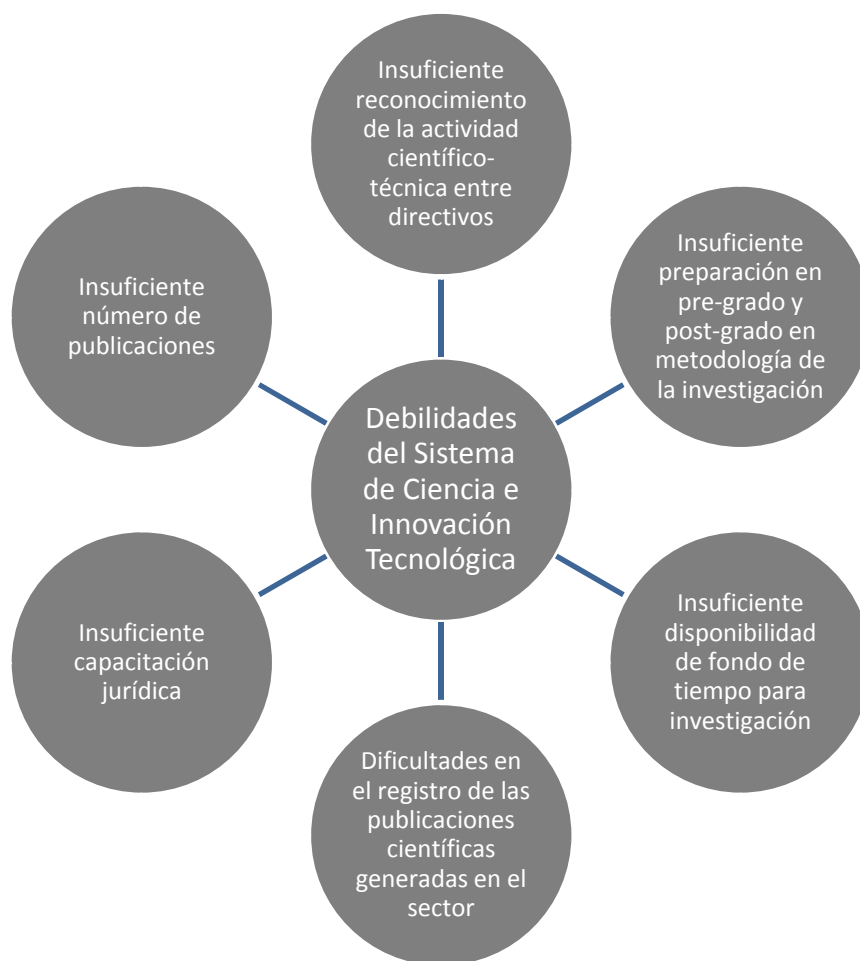 Insuficiente
reconocimiento
de la actividad
científico-
técnica entre
directivos
Insuficiente
preparación en
pre-grado y
post-grado en
metodología de
la investigación
Insuficiente
disponibilidad
de fondo de
tiempo para
investigación
Dificultades en
el registro de las
publicaciones
científicas
generadas en el
sector
Insuficiente
capacitación
jurídica
Insuficiente
número de
publicaciones
Debilidades
del Sistema
de Ciencia e
Innovación
Tecnológica